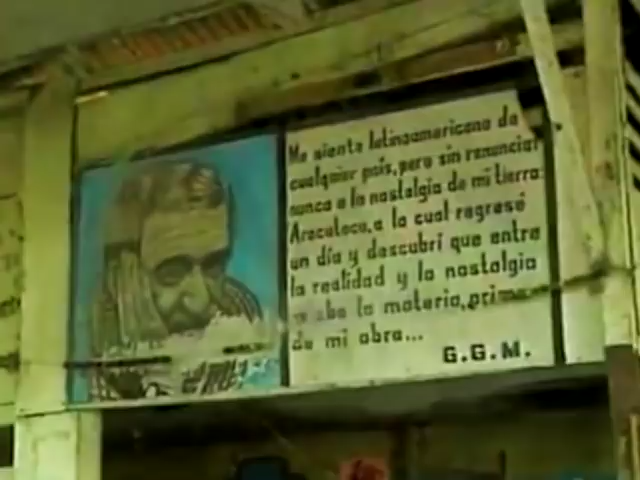 Me siento latinoamericano de
cualquier país, pero sin renunciar
nunca a la nostalgia de mi tierra:
Aracataca, a la cual regresé
un día y descubrí que entre
la realidad y la nostalgia
la materia, prima
de mi obra...
G.G.M.